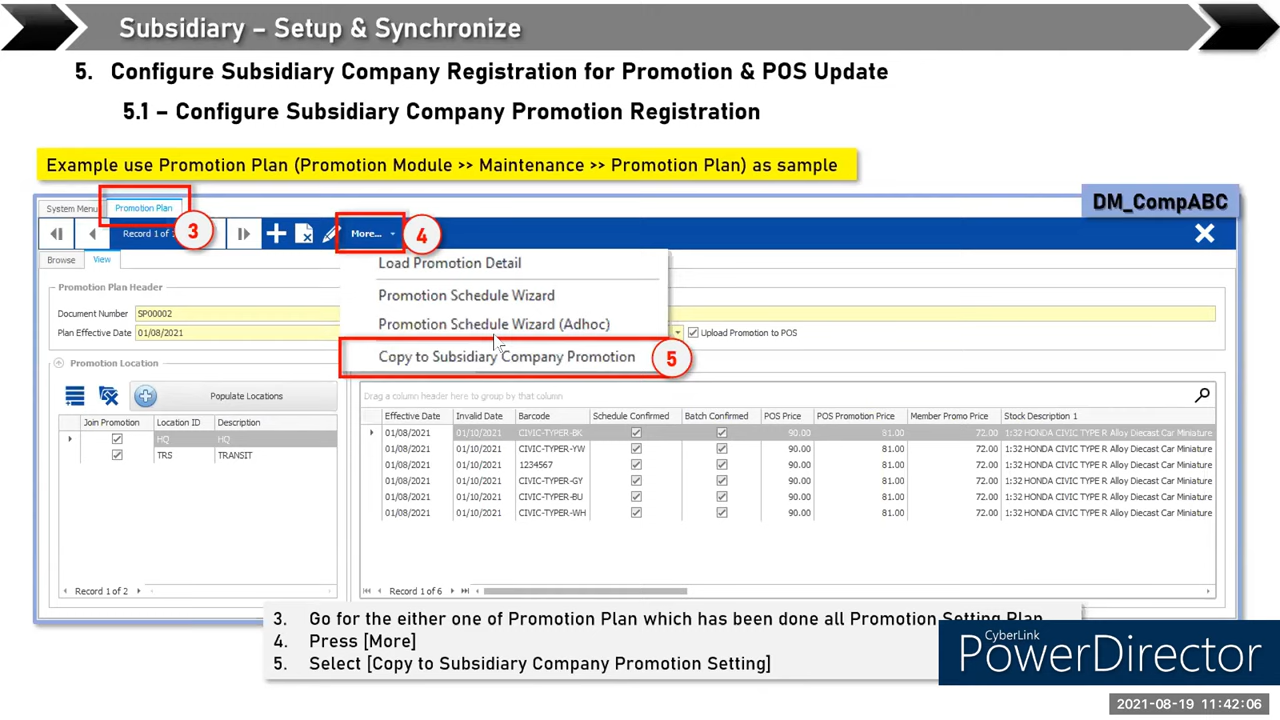 Subsidiary – Setup & Synchronize
5. Configure Subsidiary Company Registration for Promotion & POS Update
5.1 – Configure Subsidiary Company Promotion Registration
Example use Promotion Plan (Promotion Module >> Maintenance >> Promotion Plan) as sample
DM_CompABC
System Menu Promotion Plan
Record 1 of 3 More... 4
Load Promotion Detail
Promotion Schedule Wizard
Promotion Schedule Wizard (Adhoc)
Copy to Subsidiary Company Promotion 5
Browse View
Promotion Plan Header
Document Number SP00002
Plan Effective Date 01/08/2021 Upload Promotion to POS
Promotion Location
Populate Locations
Join Promotion Location ID Description
HQ HQ
TRS TRANSIT
Record 1 of 2
Drag a column header here to group by that column
Effective Date Invalid Date Barcode Schedule Confirmed Batch Confirmed POS Price POS Promotion Price Member Promo Price Stock Description 1
01/08/2021 01/10/2021 CIVIC-TYPER-BK 90.00 81.00 72.00 1:32 HONDA CIVIC TYPE R Alloy Diecast Car Miniature
01/08/2021 01/10/2021 CIVIC-TYPER-YW 90.00 81.00 72.00 1:32 HONDA CIVIC TYPE R Alloy Diecast Car Miniature
01/08/2021 01/10/2021 1234567 90.00 81.00 72.00 1:32 HONDA CIVIC TYPE R Alloy Diecast Car Miniature
01/08/2021 01/10/2021 CIVIC-TYPER-GY 90.00 81.00 72.00 1:32 HONDA CIVIC TYPE R Alloy Diecast Car Miniature
01/08/2021 01/10/2021 CIVIC-TYPER-BU 90.00 81.00 72.00 1:32 HONDA CIVIC TYPE R Alloy Diecast Car Miniature
01/08/2021 01/10/2021 CIVIC-TYPER-WH 90.00 81.00 72.00 1:32 HONDA CIVIC TYPE R Alloy Diecast Car Miniature
Record 1 of 6
3. Go for the either one of Promotion Plan which has been done all Promotion Setting Plan
4. Press [More]
5. Select [Copy to Subsidiary Company Promotion Setting]
CyberLink
PowerDirector
2021-08-19 11:42:06